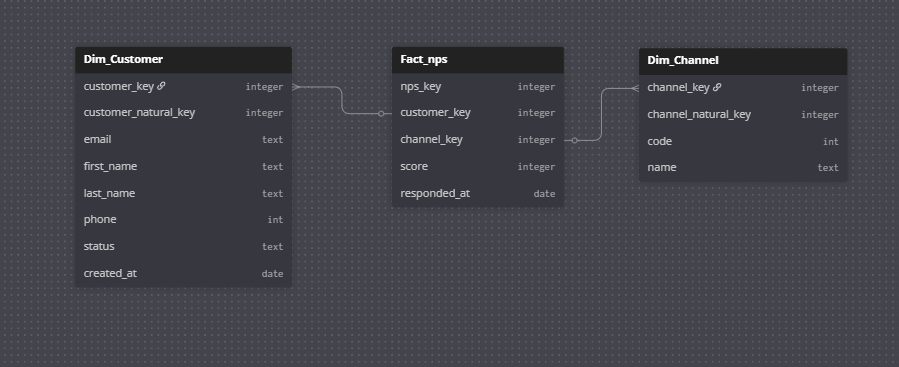 Dim_Customer
customer_key integer
customer_natural_key integer
email text
first_name text
last_name text
phone int
status text
created_at date
Fact_nps
nps_key integer
customer_key integer
channel_key integer
score integer
responded_at date
Dim_Channel
channel_key integer
channel_natural_key integer
code int
name text